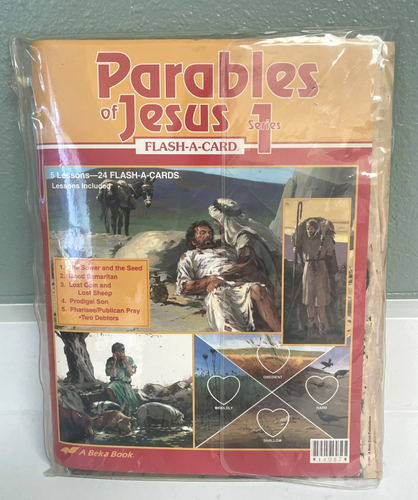 Parables
of Jesus Series 1
FLASH-A-CARD
5 Lessons—24 FLASH-A-CARDS
Lessons Included
1. The Sower and the Seed
2. Good Samaritan
3. Lost Coin and
Lost Sheep
4. Prodigal Son
5. Pharisee/Publican Pray
•Two Debtors
OBEDIENT
WORLDLY
HARD
SHALLOW
A Beka Book